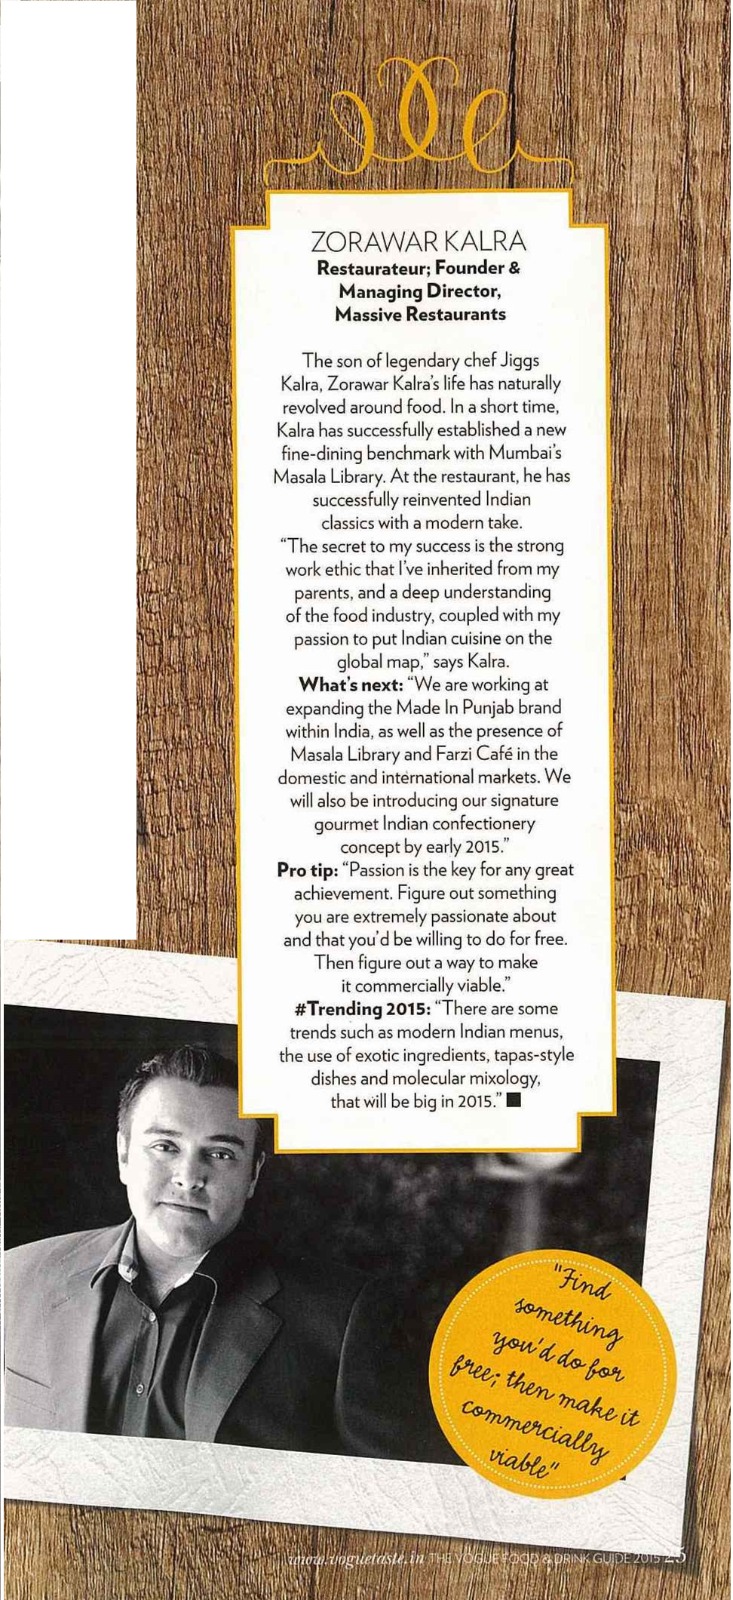 ZORAWAR KALRA
Restaurateur; Founder &
Managing Director,
Massive Restaurants
The son of legendary chef Jiggs
Kalra, Zorawar Kalra's life has naturally
revolved around food. In a short time,
Kalra has successfully established a new
fine-dining benchmark with Mumbai's
Masala Library. At the restaurant, he has
successfully reinvented Indian
classics with a modern take.
"The secret to my success is the strong
work ethic that I've inherited from my
parents, and a deep understanding
of the food industry, coupled with my
passion to put Indian cuisine on the
global map," says Kalra.
What's next: "We are working at
expanding the Made In Punjab brand
within India, as well as the presence of
Masala Library and Farzi Café in the
domestic and international markets. We
will also be introducing our signature
gourmet Indian confectionery
concept by early 2015."
Pro tip: "Passion is the key for any great
achievement. Figure out something
you are extremely passionate about
and that you'd be willing to do for free.
Then figure out a way to make
it commercially viable."
#Trending 2015: "There are some
trends such as modern Indian menus,
the use of exotic ingredients, tapas-style
dishes and molecular mixology,
that will be big in 2015."
"Find
something
you'd do for
free; then make it
commercially
viable"
www.voguetaste.in THE VOGUE FOOD & DRINK GUIDE 2015 25